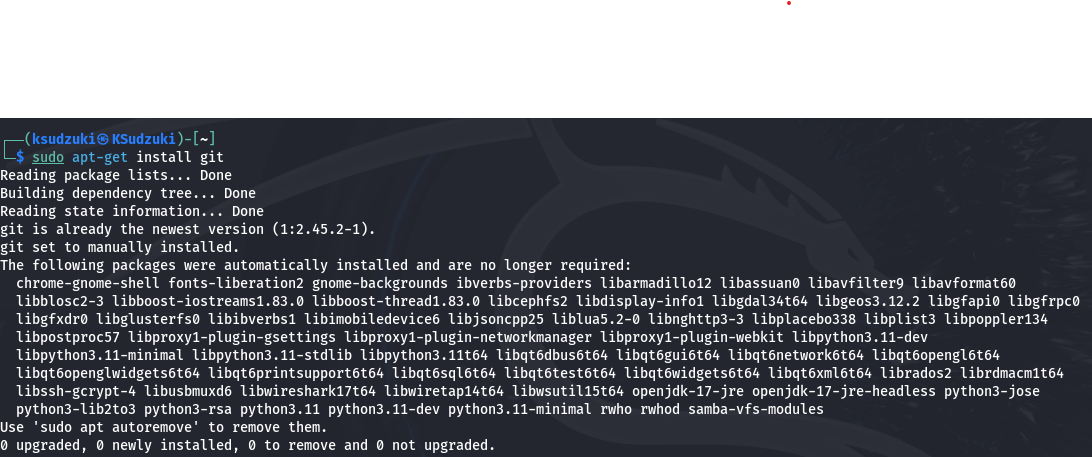 ┌──(ksudzuki㉿KSudzuki)-[~]
└─$ sudo apt-get install git
Reading package lists... Done
Building dependency tree... Done
Reading state information... Done
git is already the newest version (1:2.45.2-1).
git set to manually installed.
The following packages were automatically installed and are no longer required:
  chrome-gnome-shell fonts-liberation2 gnome-backgrounds ibverbs-providers libarmadillo12 libassuan0 libavfilter9 libavformat60
  libblosc2-3 libboost-iostreams1.83.0 libboost-thread1.83.0 libcephfs2 libdisplay-info1 libgdal34t64 libgeos3.12.2 libgfapi0 libgfrpc0
  libgfxdr0 libglusterfs0 libibverbs1 libimobiledevice6 libjsoncpp25 liblua5.2-0 libnghttp3-3 libplacebo338 libplist3 libpoppler134
  libpostproc57 libproxy1-plugin-gsettings libproxy1-plugin-networkmanager libproxy1-plugin-webkit libpython3.11-dev
  libpython3.11-minimal libpython3.11-stdlib libpython3.11t64 libqt6dbus6t64 libqt6gui6t64 libqt6network6t64 libqt6opengl6t64
  libqt6openglwidgets6t64 libqt6printsupport6t64 libqt6sql6t64 libqt6test6t64 libqt6widgets6t64 libqt6xml6t64 librados2 librdmacm1t64
  libssh-gcrypt-4 libusbmuxd6 libwireshark17t64 libwiretap14t64 libwsutil15t64 openjdk-17-jre openjdk-17-jre-headless python3-jose
  python3-lib2to3 python3-rsa python3.11 python3.11-dev python3.11-minimal rwho rwhod samba-vfs-modules
Use 'sudo apt autoremove' to remove them.
0 upgraded, 0 newly installed, 0 to remove and 0 not upgraded.